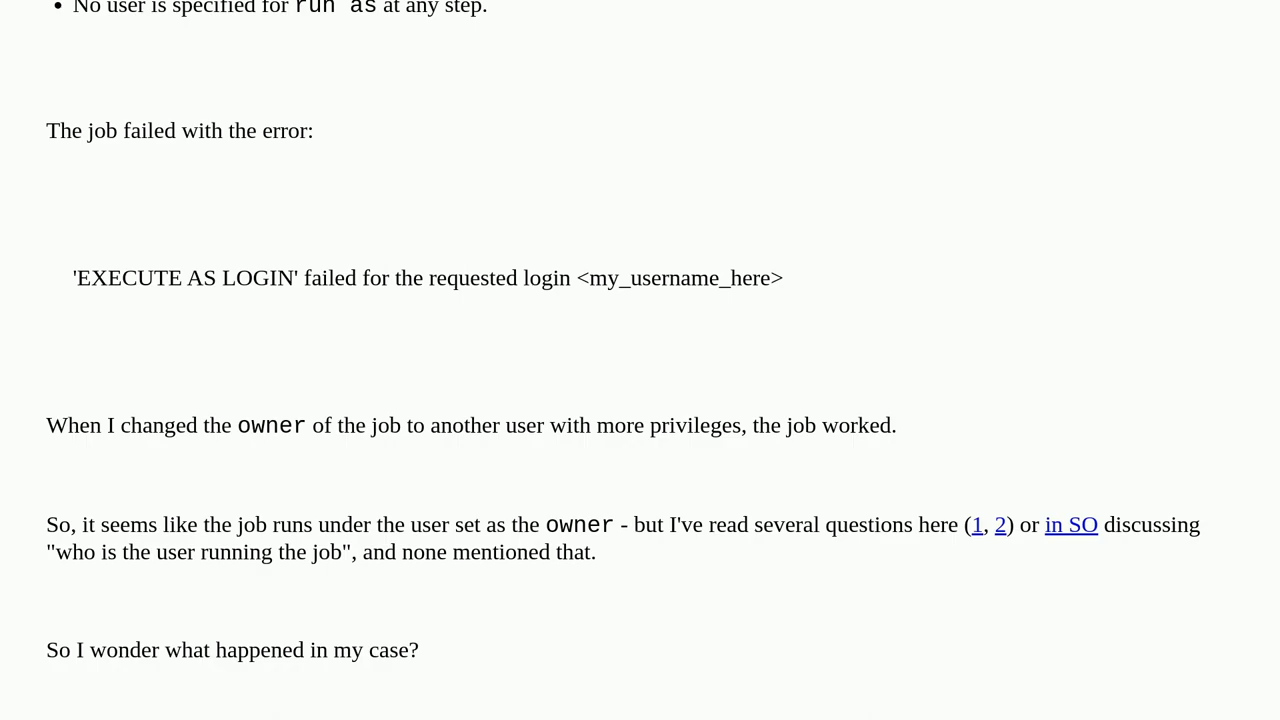 • No user is specified for run as at any step.
The job failed with the error:
'EXECUTE AS LOGIN' failed for the requested login <my_username_here>
When I changed the owner of the job to another user with more privileges, the job worked.
So, it seems like the job runs under the user set as the owner - but I've read several questions here (1, 2) or in SO discussing
"who is the user running the job", and none mentioned that.
So I wonder what happened in my case?